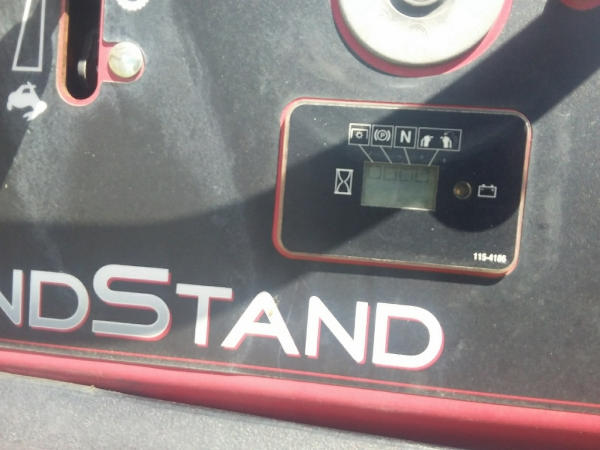 (P) N
115-4186
NDSTAND